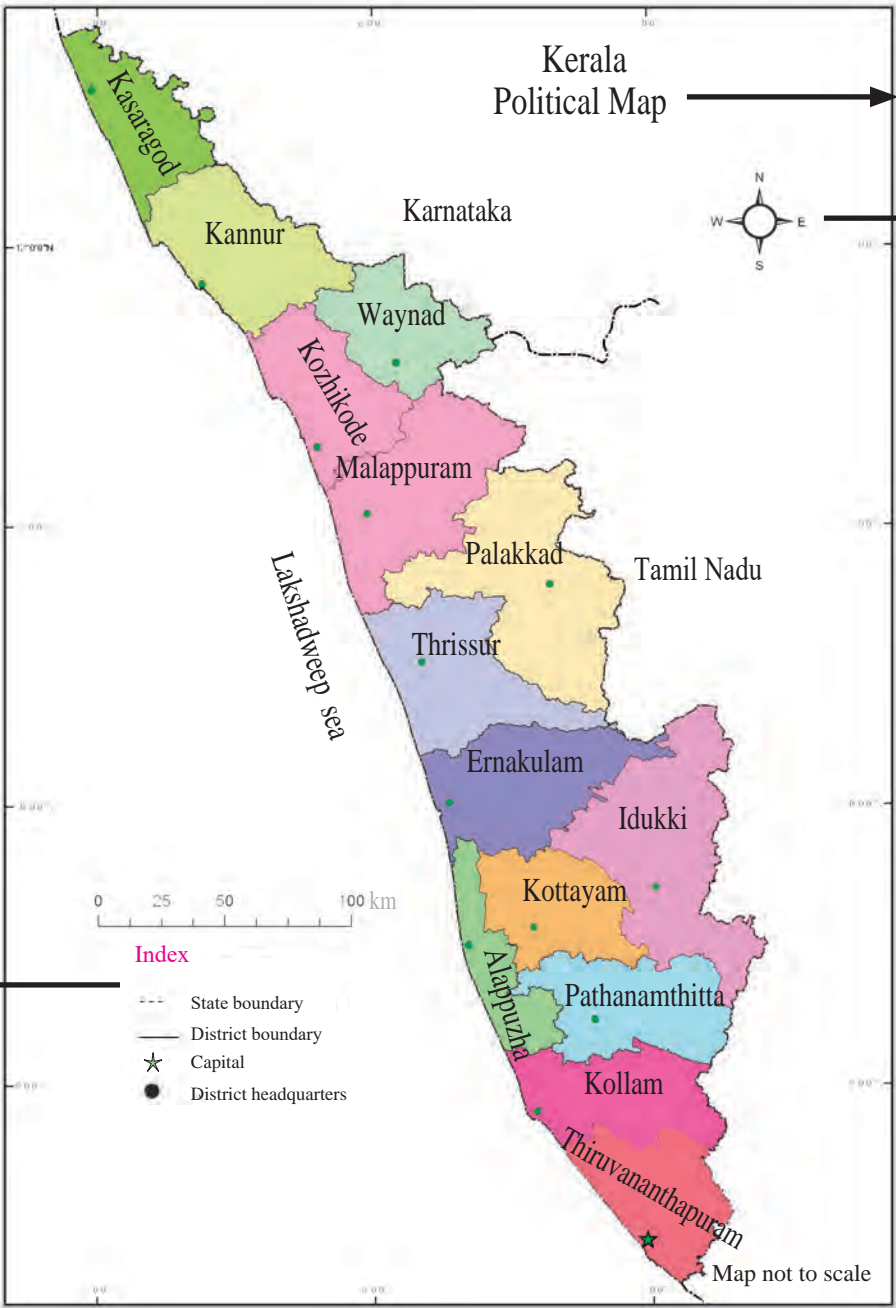 Kerala
Political Map
N
W
E
S
Kasaragod
Karnataka
Kannur
Waynad
Kozhikode
Malappuram
Palakkad
Tamil Nadu
Lakshadweep sea
Thrissur
Ernakulam
Idukki
Kottayam
0 25 50 100 km
Index
State boundary
District boundary
Capital
District headquarters
Alappuzha
Pathanamthitta
Kollam
Thiruvananthapuram
Map not to scale